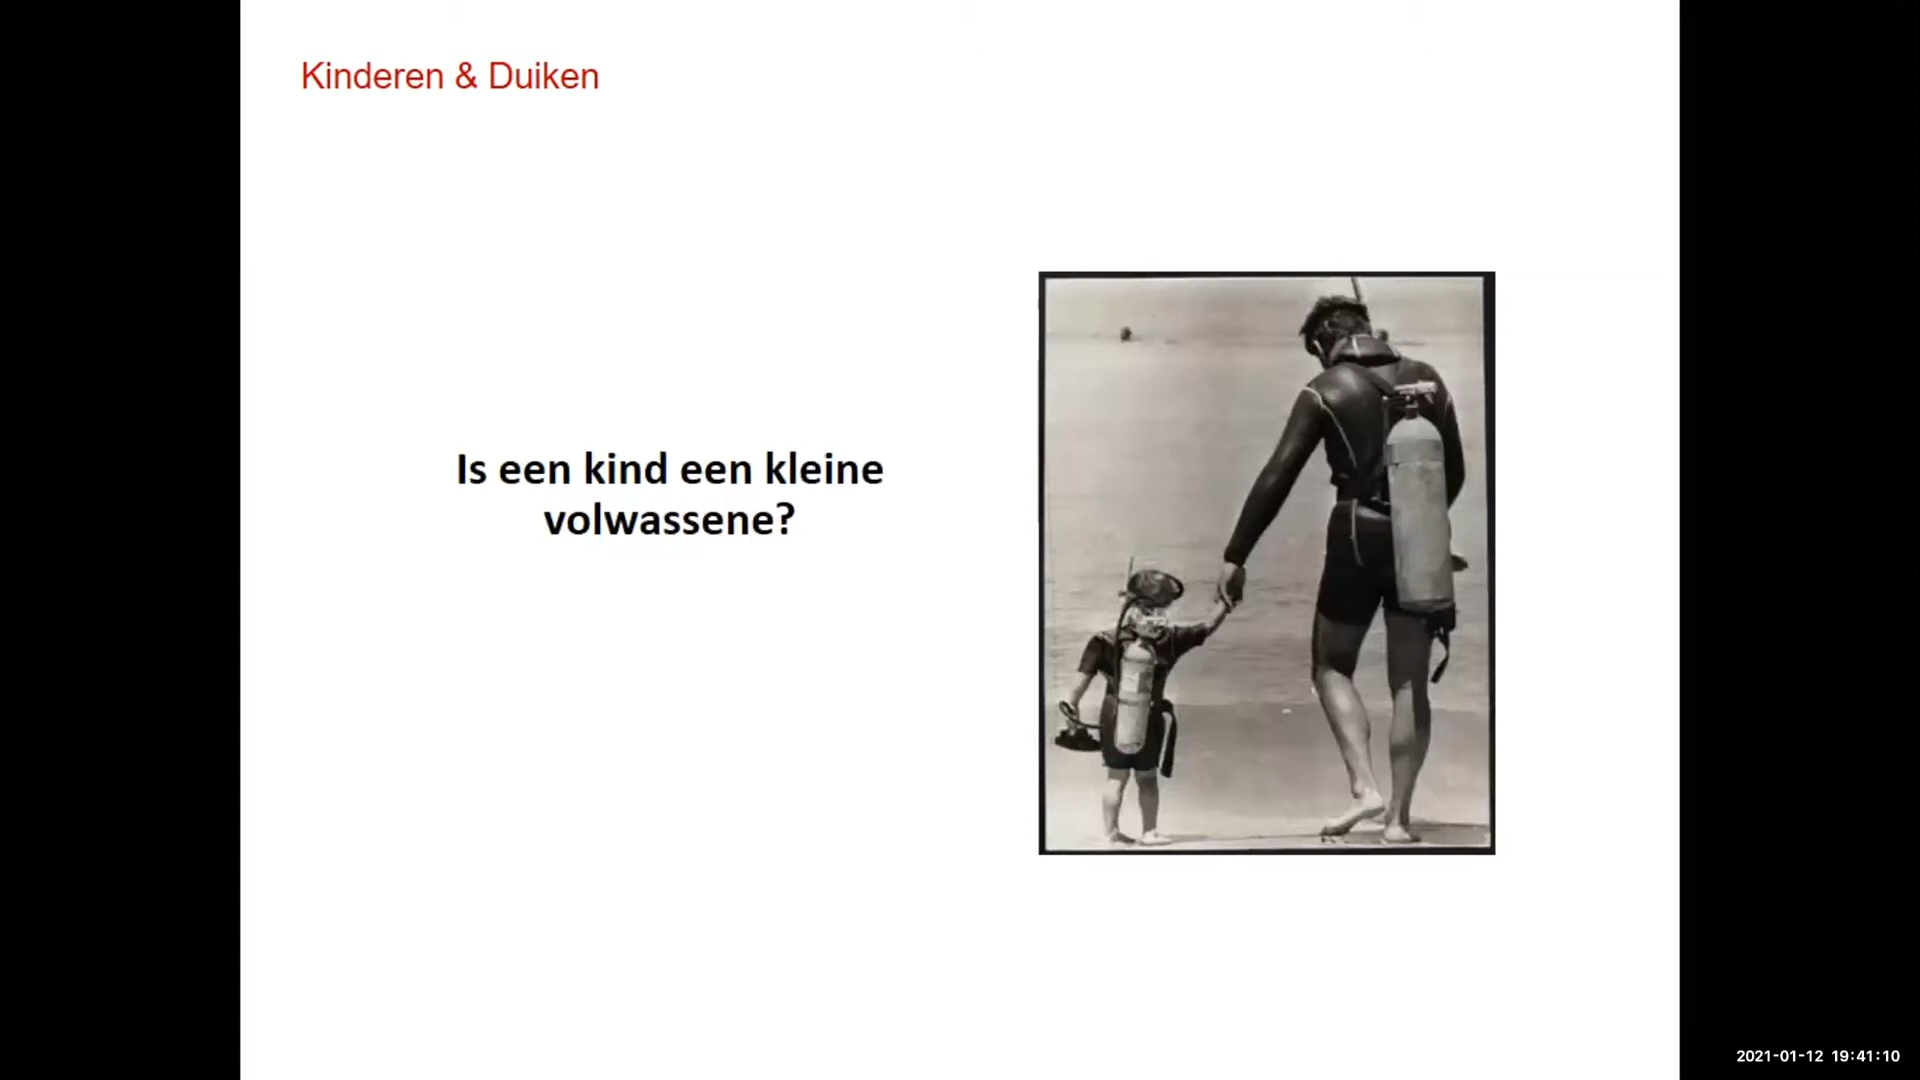 Kinderen & Duiken
Is een kind een kleine
volwassene?
2021-01-12 19:41:10